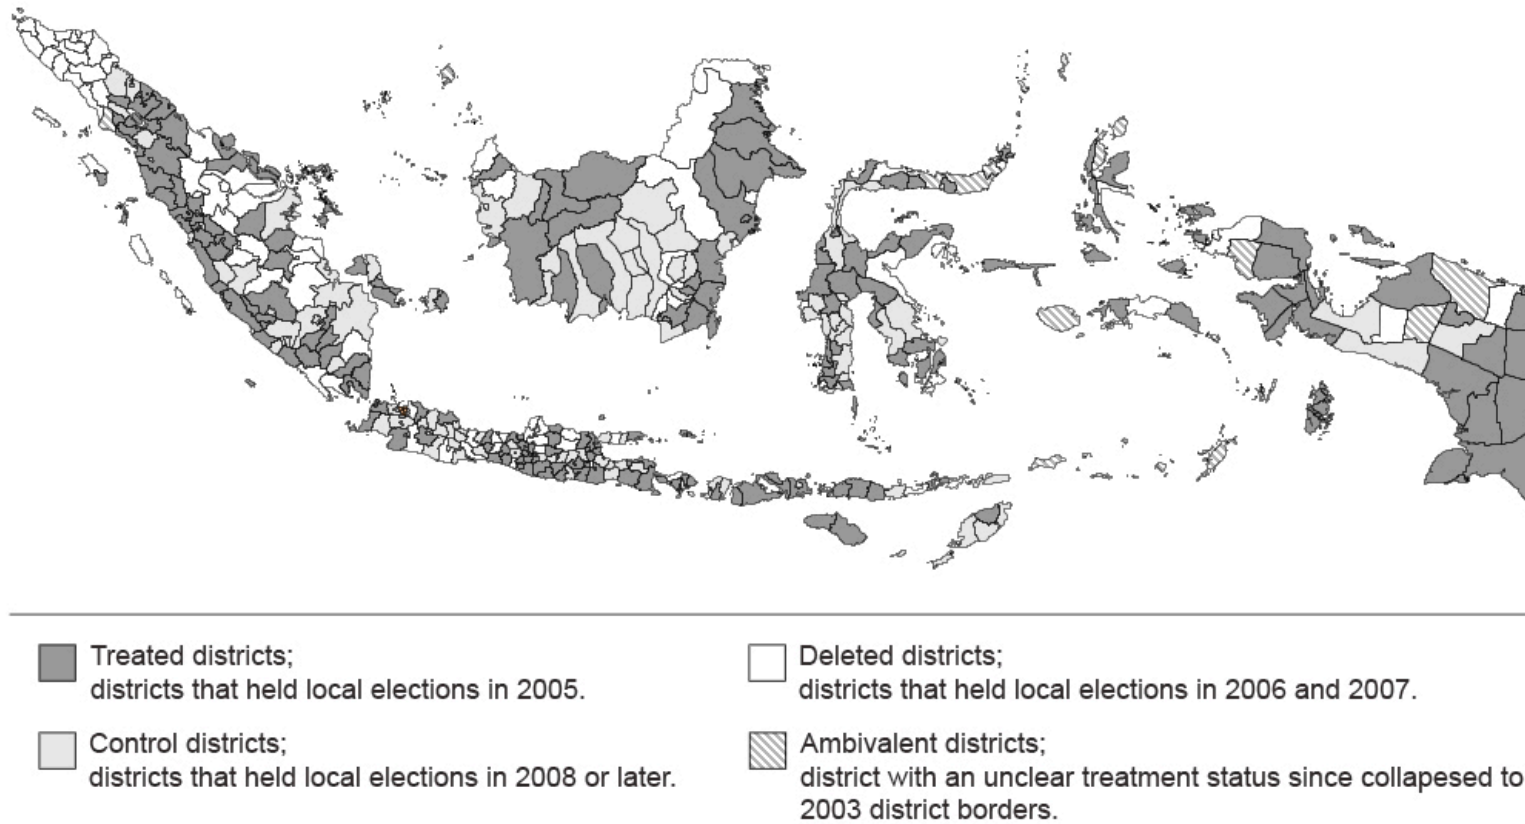 Treated districts;
districts that held local elections in 2005.
Control districts;
districts that held local elections in 2008 or later.
Deleted districts;
districts that held local elections in 2006 and 2007.
Ambivalent districts;
district with an unclear treatment status since collapesed to
2003 district borders.